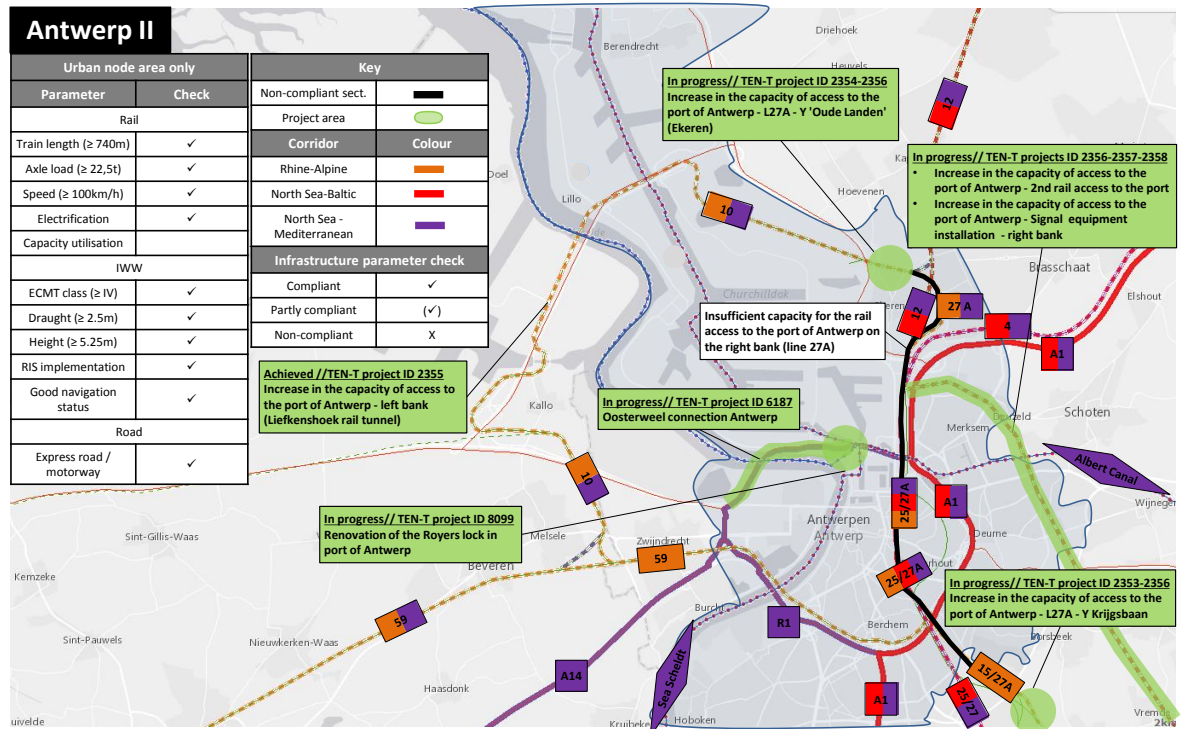 Antwerp II
Urban node area only
Parameter Check
Rail
Train length (≥ 740m) ✓
Axle load (≥ 22,5t) ✓
Speed (≥ 100km/h) ✓
Electrification ✓
Capacity utilisation
IWW
ECMT class (≥ IV) ✓
Draught (≥ 2.5m) ✓
Height (≥ 5.25m) ✓
RIS implementation ✓
Good navigation
status ✓
Road
Express road /
motorway ✓
Key
Non-compliant sect.
Project area
Corridor Colour
Rhine-Alpine
North Sea-Baltic
North Sea -
Mediterranean
Infrastructure parameter check
Compliant ✓
Partly compliant (✓)
Non-compliant X
In progress// TEN-T project ID 2354-2356
Increase in the capacity of access to the
port of Antwerp - L27A - Y 'Oude Landen'
(Ekeren)
In progress// TEN-T projects ID 2356-2357-2358
• Increase in the capacity of access to the
port of Antwerp - 2nd rail access to the port
• Increase in the capacity of access to the
port of Antwerp - Signal equipment
installation - right bank
Insufficient capacity for the rail
access to the port of Antwerp on
the right bank (line 27A)
Achieved //TEN-T project ID 2355
Increase in the capacity of access to
the port of Antwerp - left bank
(Liefkenshoek rail tunnel)
In progress// TEN-T project ID 6187
Oosterweel connection Antwerp
In progress// TEN-T project ID 8099
Renovation of the Royers lock in
port of Antwerp
In progress// TEN-T project ID 2353-2356
Increase in the capacity of access to the
port of Antwerp - L27A - Y Krijgsbaan
Berendrecht
Driehoek
Heuvels
12
Doel
Lillo
Hoevenen
10
Brasschaat
Elshout
Churchilldok
12
27 A
4
A1
Kallo
Merksem
Schoten
Albert Canal
Wijnegem
10
25/27A
A1
Antwerpen
Antwerp
Deurne
Sint-Gillis-Waas
Melsele
Zwijndrecht
Beveren
59
25/27A
Kemzeke
59
Burcht
R1
Berchem
Sint-Pauwels
Nieuwkerken-Waas
A14
Sea Scheldt
15/27A
Haasdonk
A1
25/27
Kruibeke
Hoboken
Vremde
2km